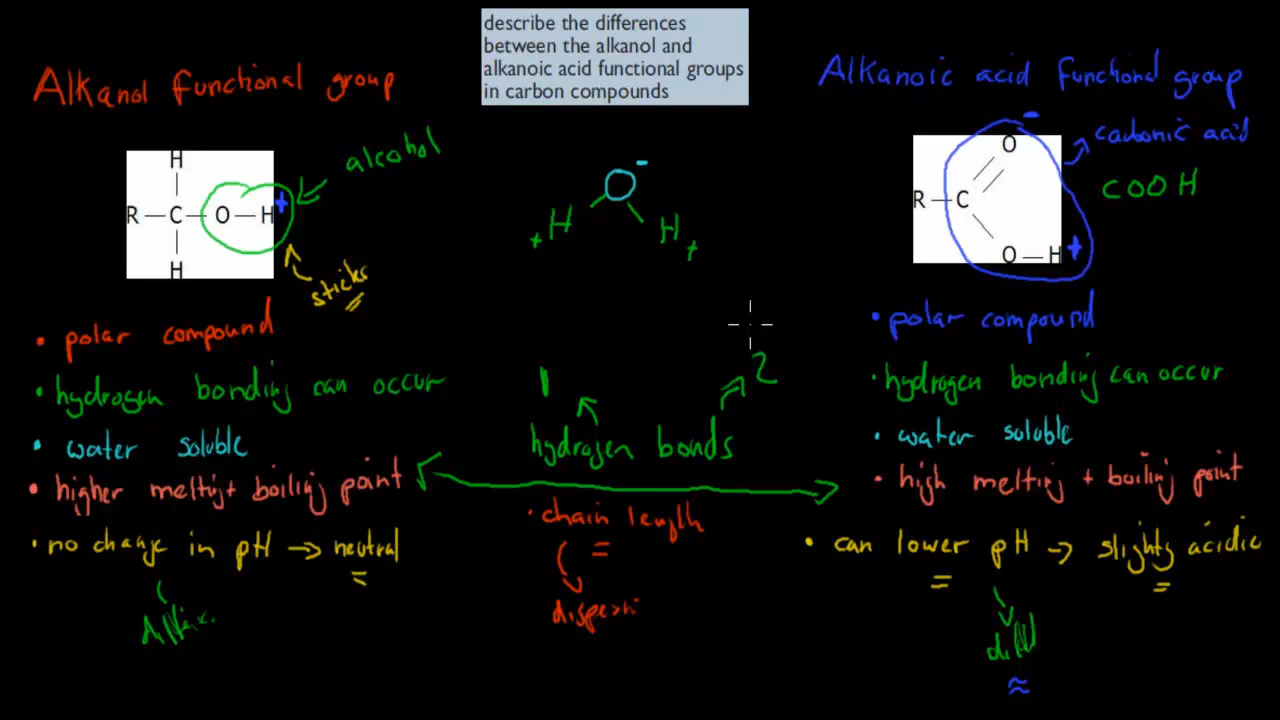 describe the differences
between the alkanol and
alkanoic acid functional groups
in carbon compounds
Alkanol functional group
H
R — C — O — H +
H
alcohol
sticks
• polar compound
• hydrogen bonding can occur
• water soluble
• higher melting + boiling point
• no change in pH → neutral
-
O
H H
+ +
1 2
hydrogen bonds
• chain length
Alkanoic acid functional group
-
O
R — C
O — H +
carbonic acid
COOH
• polar compound
• hydrogen bonding can occur
• water soluble
• high melting + boiling point
• can lower pH → slighty acidic
≈